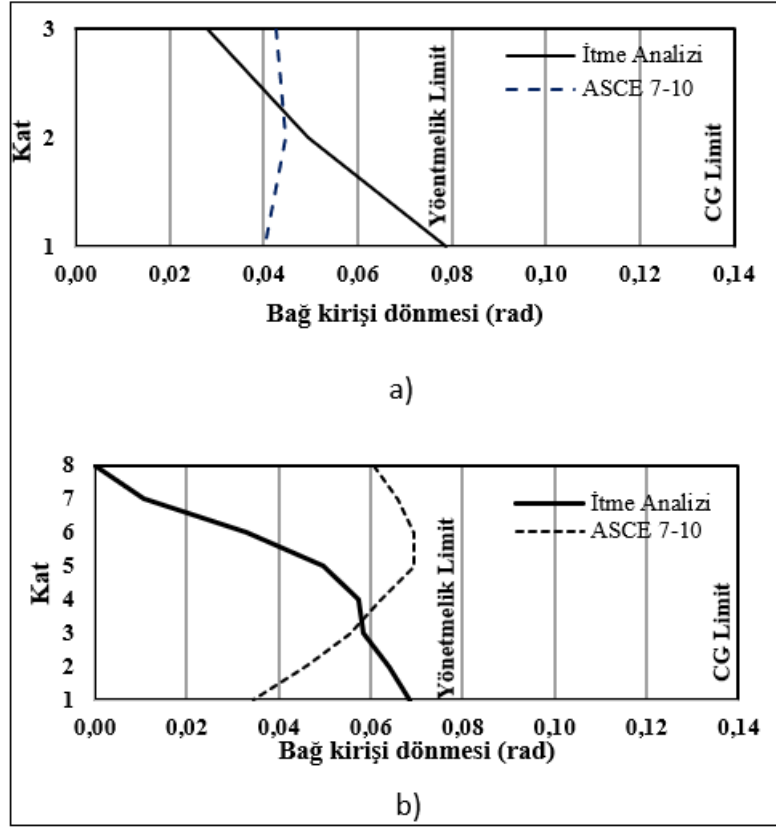 3
İtme Analizi
ASCE 7-10
Yöentmelik Limit
CG Limit
Kat
2
1
0,00 0,02 0,04 0,06 0,08 0,10 0,12 0,14
Bağ kirişi dönmesi (rad)
a)
8
7
6
5
4
3
2
1
İtme Analizi
ASCE 7-10
Yönetmelik Limit
CG Limit
Kat
0,00 0,02 0,04 0,06 0,08 0,10 0,12 0,14
Bağ kirişi dönmesi (rad)
b)